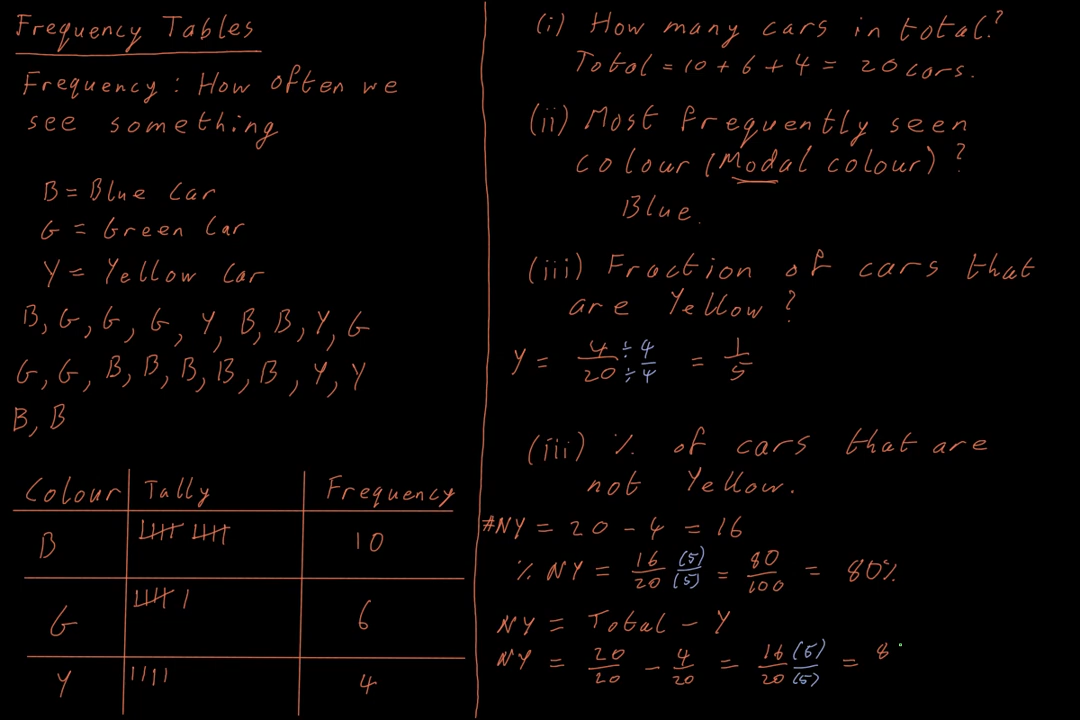 Frequency Tables
Frequency : How often we
see something
B = Blue Car
G = Green Car
Y = Yellow Car
B, G, G, G, Y, B, B, Y, G
G, G, B, B, B, B, B, Y, Y
B, B
Colour Tally Frequency
B 10
G 6
Y 4
(i) How many cars in total?
Total = 10 + 6 + 4 = 20 cars.
(ii) Most frequently seen
colour (Modal colour) ?
Blue.
(iii) Fraction of cars that
are Yellow ?
Y = 4/20 ÷4/÷4 = 1/5
(iii) % of cars that are
not Yellow.
#NY = 20 - 4 = 16
% NY = 16/20 (5)/(5) = 80/100 = 80%
NY = Total - Y
NY = 20/20 - 4/20 = 16/20 (5)/(5) = 8